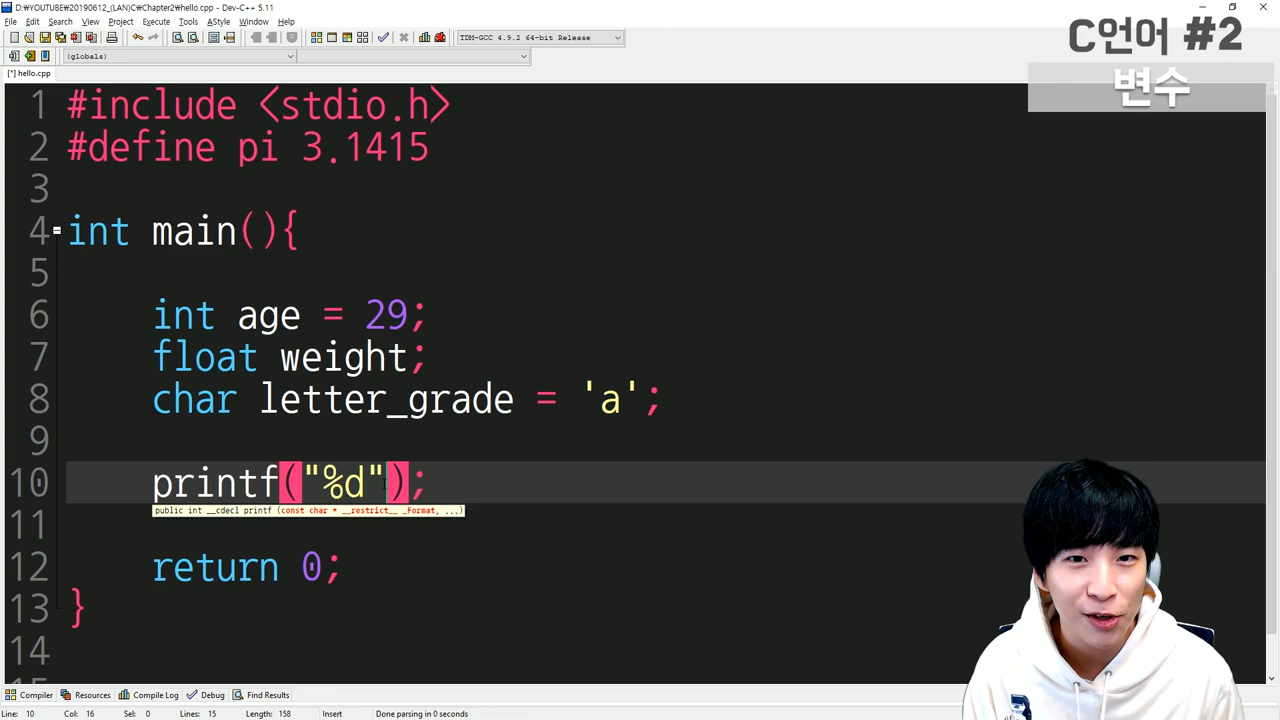 D:₩YOUTUBE₩20190612_(LAN)C₩Chapter2₩hello.cpp - Dev-C++ 5.11
File Edit Search View Project Execute Tools AStyle Window Help
TDM-GCC 4.9.2 64-bit Release
(globals)
[*] hello.cpp
C언어 #2
변수
1 #include <stdio.h>
2 #define pi 3.1415
3
4 int main(){
5
6 int age = 29;
7 float weight;
8 char letter_grade = 'a';
9
10 printf("%d");
public int __cdecl printf (const char * __restrict__ _Format, ...)
11
12 return 0;
13 }
14
Compiler Resources Compile Log Debug Find Results
Line: 10 Col: 16 Sel: 0 Lines: 15 Length: 158 Insert Done parsing in 0 seconds